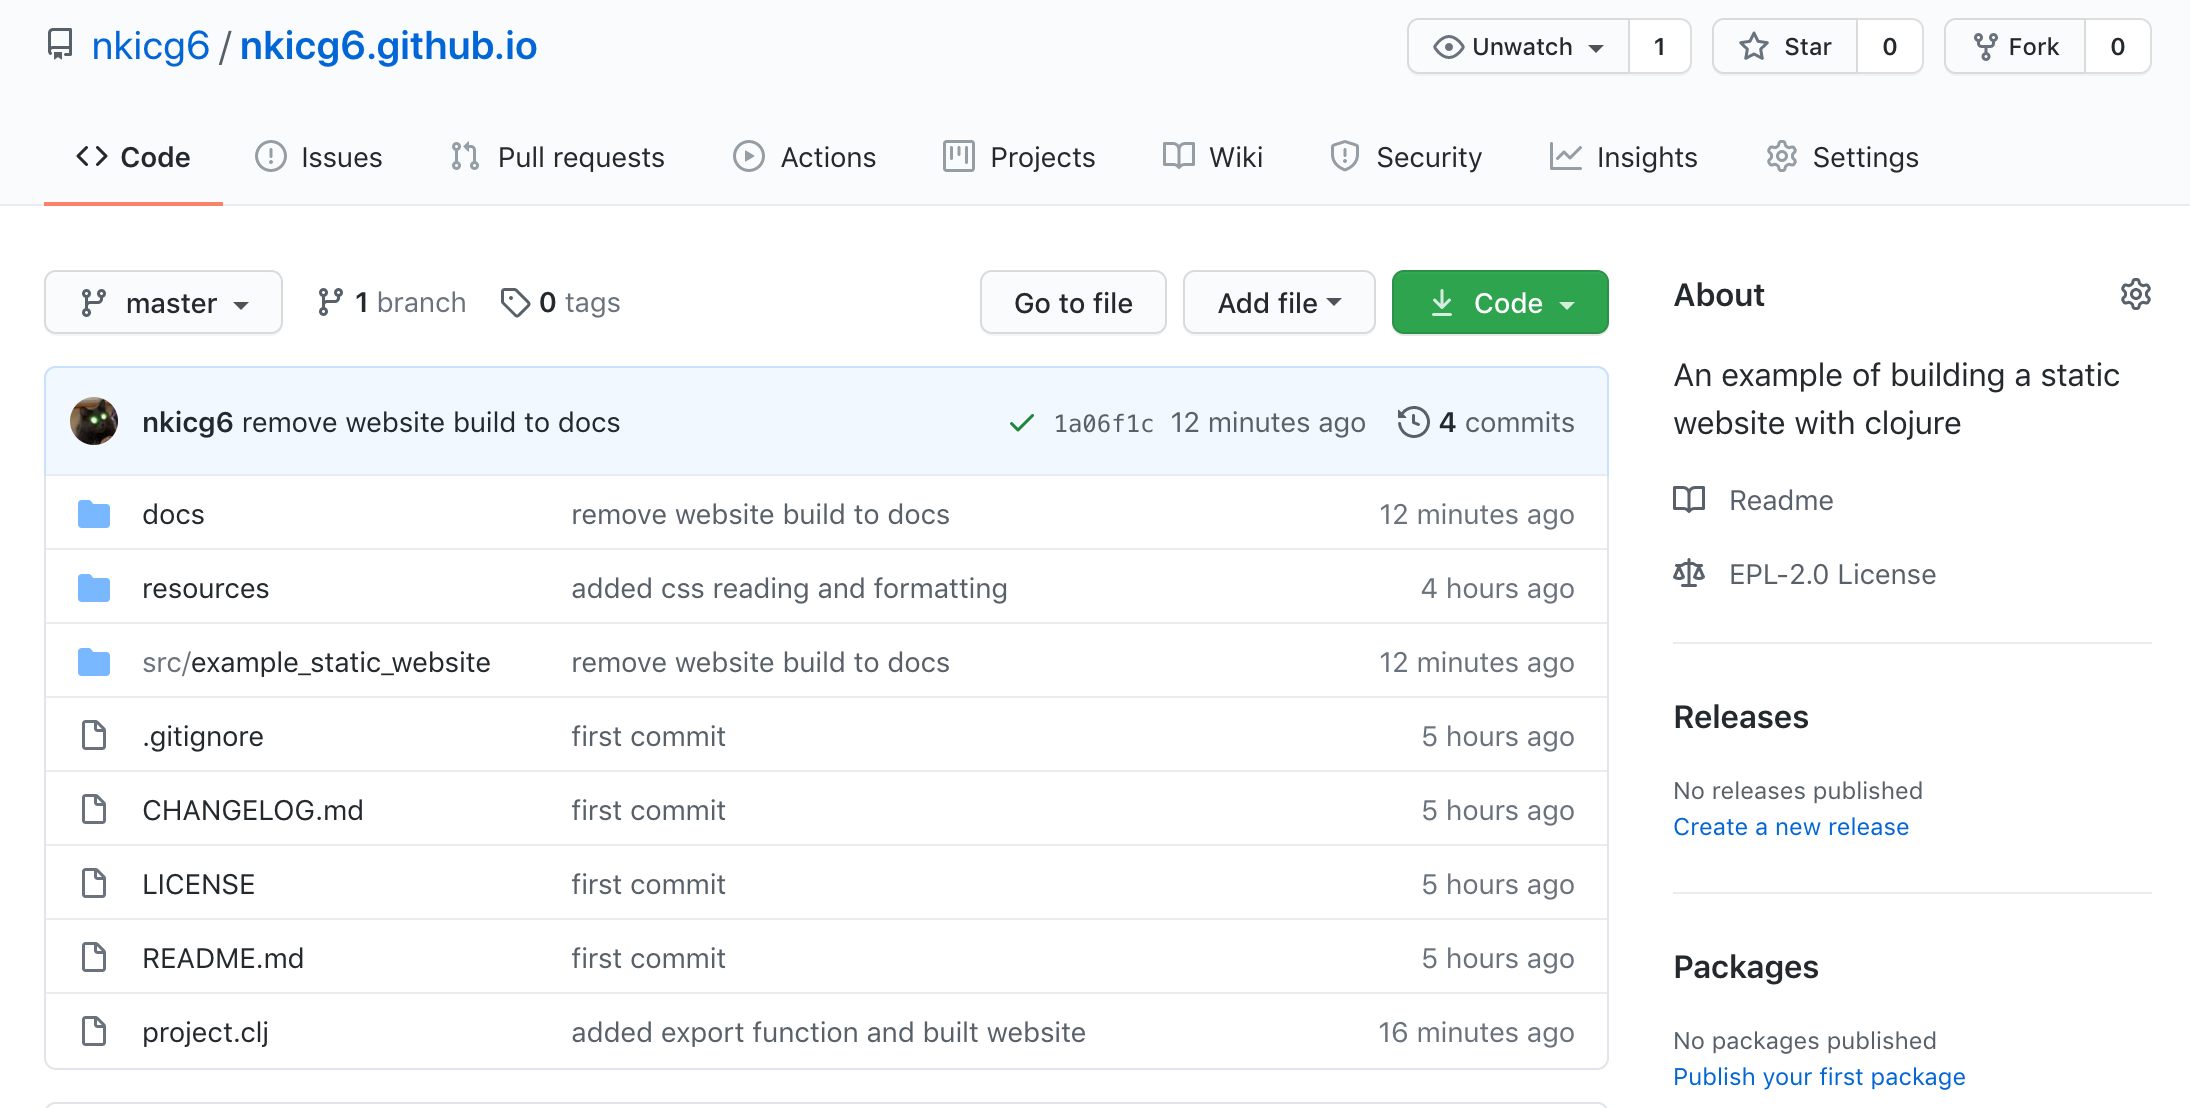 nkicg6 / nkicg6.github.io
Unwatch 1 Star 0 Fork 0
Code Issues Pull requests Actions Projects Wiki Security Insights Settings
master 1 branch 0 tags Go to file Add file Code
nkicg6 remove website build to docs 1a06f1c 12 minutes ago 4 commits
docs remove website build to docs 12 minutes ago
resources added css reading and formatting 4 hours ago
src/example_static_website remove website build to docs 12 minutes ago
.gitignore first commit 5 hours ago
CHANGELOG.md first commit 5 hours ago
LICENSE first commit 5 hours ago
README.md first commit 5 hours ago
project.clj added export function and built website 16 minutes ago
About
An example of building a static
website with clojure
Readme
EPL-2.0 License
Releases
No releases published
Create a new release
Packages
No packages published
Publish your first package